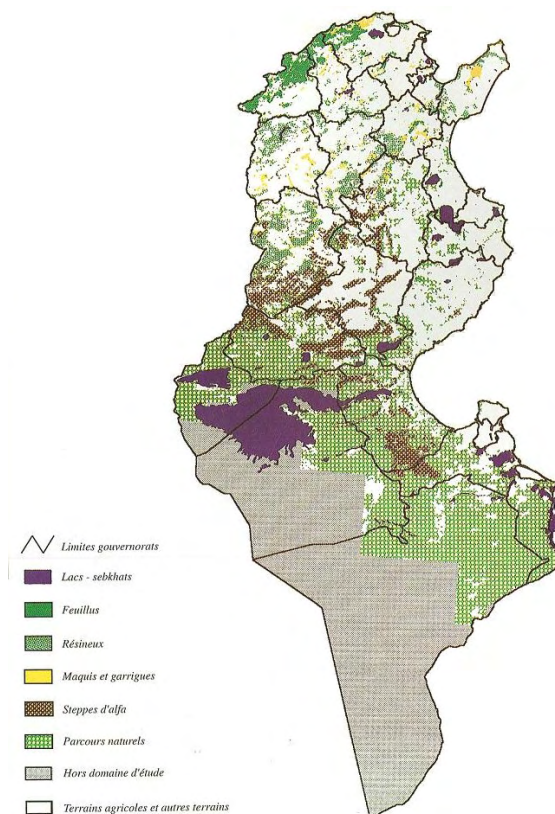 Limites gouvernorats
Lacs - sebkhats
Feuillus
Résineux
Maquis et garrigues
Steppes d'alfa
Parcours naturels
Hors domaine d'étude
Terrains agricoles et autres terrains